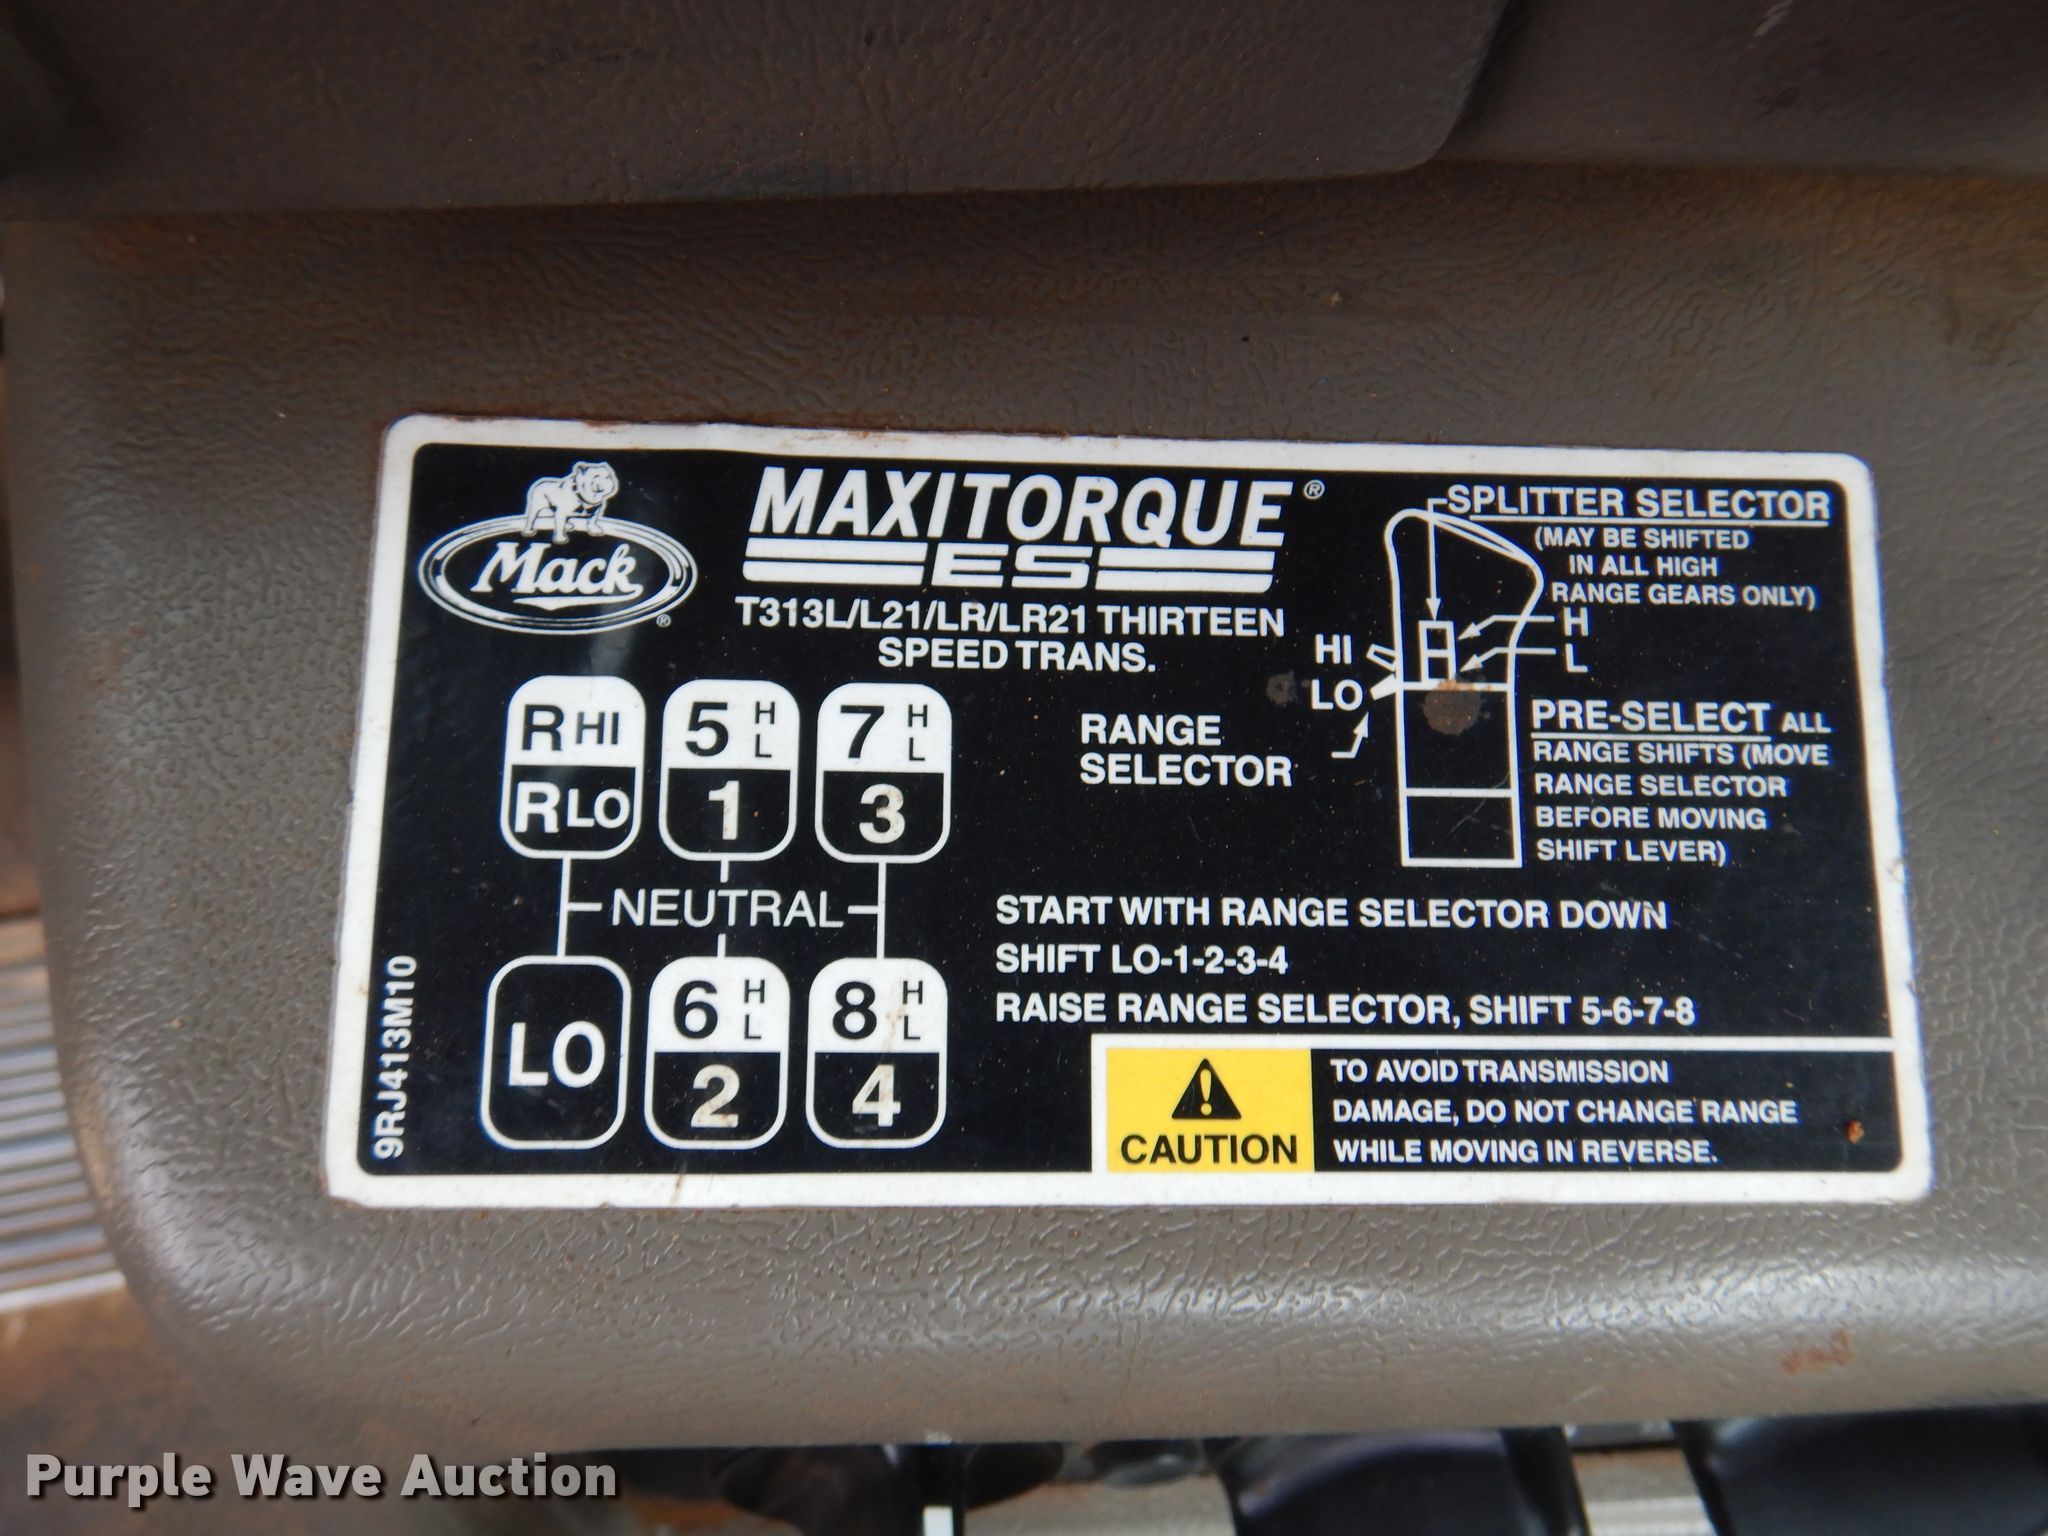 Mack®
MAXITORQUE®
ES
T313L/L21/LR/LR21 THIRTEEN
SPEED TRANS.
R HI
R LO
5 H L
1
7 H L
3
NEUTRAL
LO
6 H L
2
8 H L
4
9RRJ413M10
SPLITTER SELECTOR
(MAY BE SHIFTED
IN ALL HIGH
RANGE GEARS ONLY)
H
L
HI
LO
RANGE
SELECTOR
PRE-SELECT ALL
RANGE SHIFTS (MOVE
RANGE SELECTOR
BEFORE MOVING
SHIFT LEVER)
START WITH RANGE SELECTOR DOWN
SHIFT LO-1-2-3-4
RAISE RANGE SELECTOR, SHIFT 5-6-7-8
CAUTION
TO AVOID TRANSMISSION
DAMAGE, DO NOT CHANGE RANGE
WHILE MOVING IN REVERSE.
Purple Wave Auction